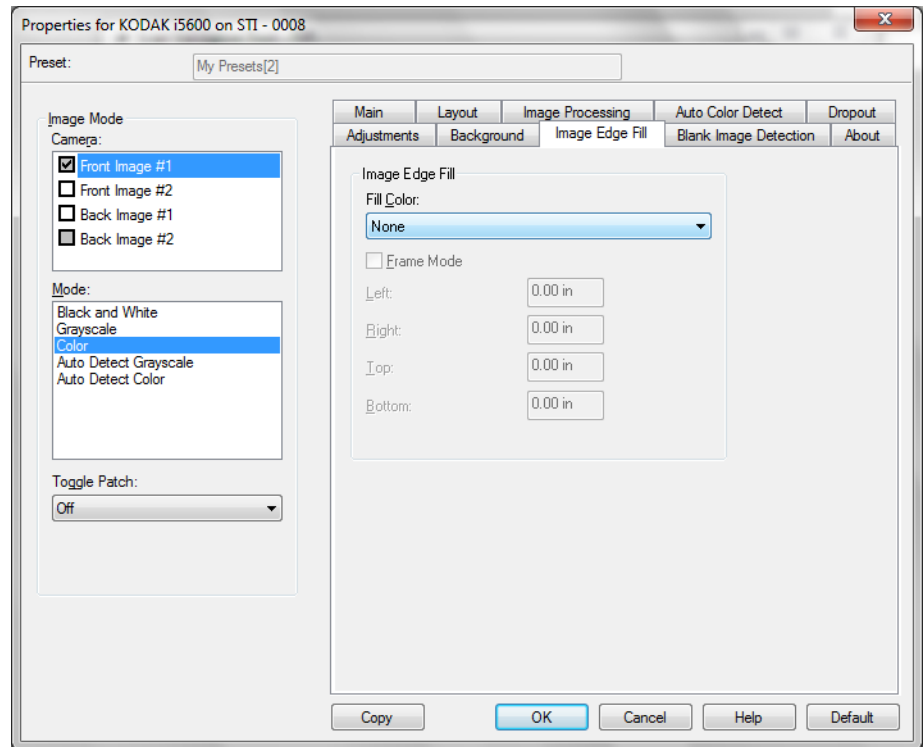 Properties for KODAK i5600 on STI - 0008
Preset:
My Presets[2]
Image Mode
Camera:
Front Image #1
Front Image #2
Back Image #1
Back Image #2
Mode:
Black and White
Grayscale
Color
Auto Detect Grayscale
Auto Detect Color
Toggle Patch:
Off
Main Layout Image Processing Auto Color Detect Dropout
Adjustments Background Image Edge Fill Blank Image Detection About
Image Edge Fill
Fill Color:
None
Frame Mode
Left: 0.00 in
Right: 0.00 in
Top: 0.00 in
Bottom: 0.00 in
Copy OK Cancel Help Default